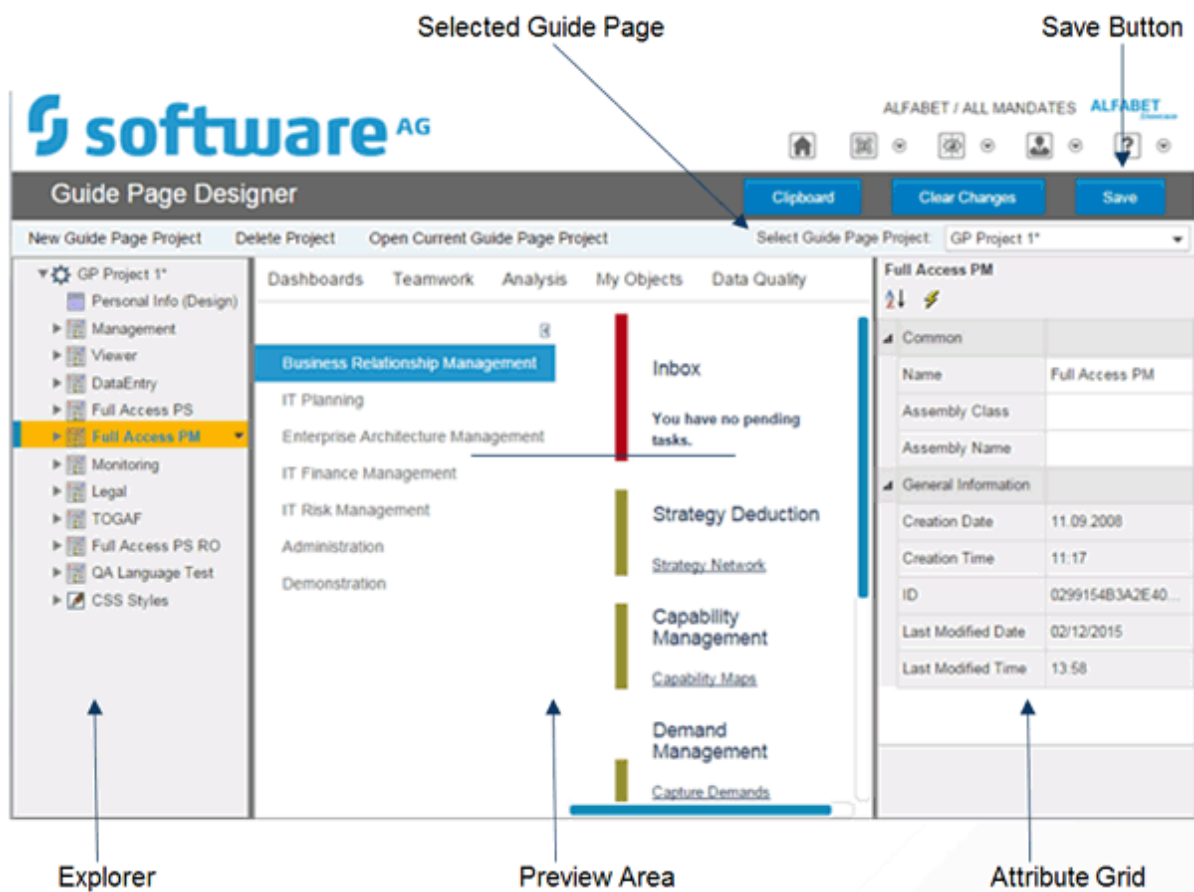 Selected Guide Page
Save Button
software AG
ALFABET / ALL MANDATES
ALFABET
?
Guide Page Designer
Clipboard
Clear Changes
Save
New Guide Page Project
Delete Project
Open Current Guide Page Project
Select Guide Page Project:
GP Project 1*
GP Project 1*
Personal Info (Design)
Management
Viewer
DataEntry
Full Access PS
Full Access PM
Monitoring
Legal
TOGAF
Full Access PS RO
QA Language Test
CSS Styles
Dashboards
Teamwork
Analysis
My Objects
Data Quality
Business Relationship Management
IT Planning
Enterprise Architecture Management
IT Finance Management
IT Risk Management
Administration
Demonstration
Inbox
You have no pending
tasks.
Strategy Deduction
Strategy Network
Capability
Management
Capability Maps
Demand
Management
Capture Demands
Full Access PM
Common
Name
Full Access PM
Assembly Class
Assembly Name
General Information
Creation Date
11.09.2008
Creation Time
11:17
ID
0299154B3A2E40...
Last Modified Date
02/12/2015
Last Modified Time
13:58
Explorer
Preview Area
Attribute Grid